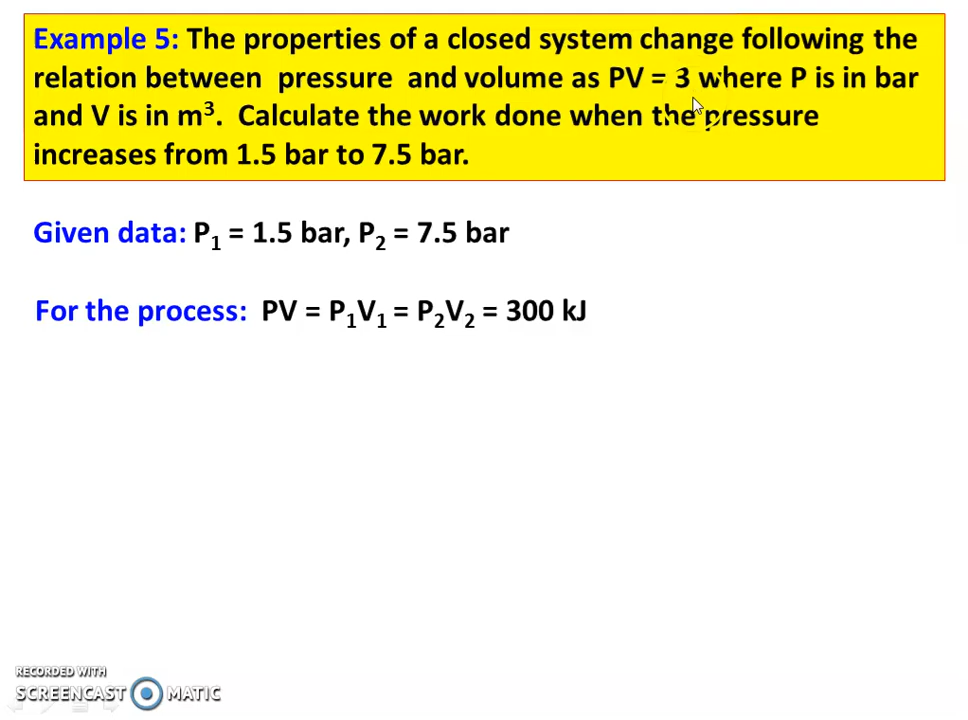 Example 5: The properties of a closed system change following the
relation between pressure and volume as PV = 3 where P is in bar
and V is in m³. Calculate the work done when the pressure
increases from 1.5 bar to 7.5 bar.
Given data: P₁ = 1.5 bar, P₂ = 7.5 bar
For the process: PV = P₁V₁ = P₂V₂ = 300 kJ
RECORDED WITH
SCREENCAST MATIC